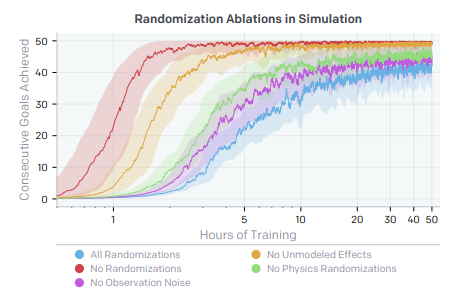 Randomization Ablations in Simulation
Consecutive Goals Achieved
50
40
30
20
10
0
1 5 10 20 30 40 50
Hours of Training
All Randomizations No Unmodeled Effects
No Randomizations No Physics Randomizations
No Observation Noise